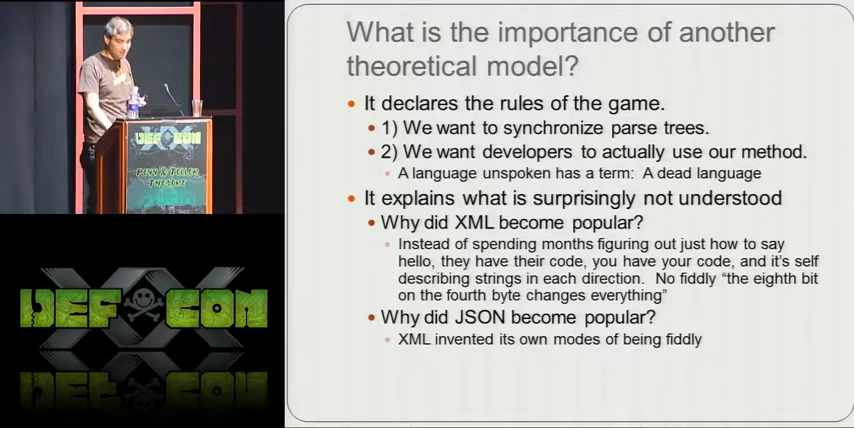 What is the importance of another
theoretical model?
It declares the rules of the game.
1) We want to synchronize parse trees.
2) We want developers to actually use our method.
A language unspoken has a term: A dead language
It explains what is surprisingly not understood
Why did XML become popular?
Instead of spending months figuring out just how to say
hello, they have their code, you have your code, and it's self
describing strings in each direction. No fiddly "the eighth bit
on the fourth byte changes everything"
Why did JSON become popular?
XML invented its own modes of being fiddly
DEF CON
XX
PENN & TELLER
THEATRE
XX
DEF CON